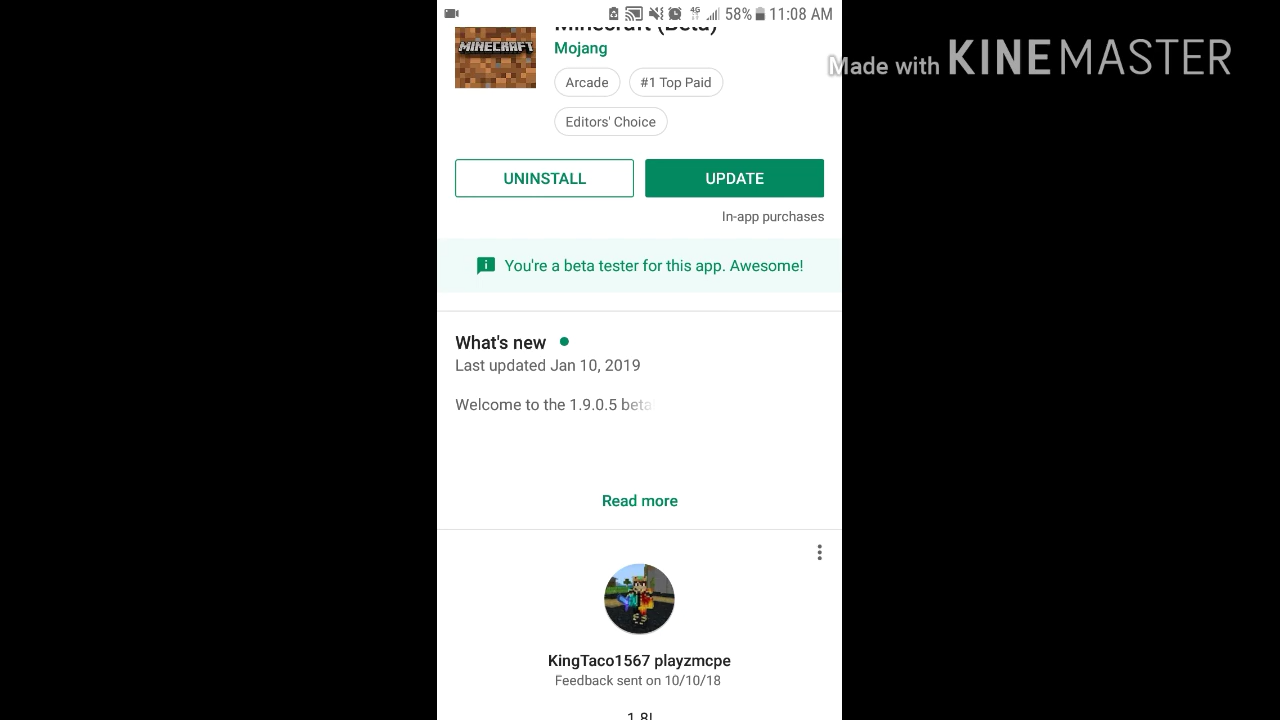 58% 11:08 AM
Made with KINEMASTER
Minecraft (Beta)
MINECRAFT
Mojang
Arcade
#1 Top Paid
Editors' Choice
UNINSTALL
UPDATE
In-app purchases
You're a beta tester for this app. Awesome!
What's new
Last updated Jan 10, 2019
Welcome to the 1.9.0.5 beta
Read more
KingTaco1567 playzmcpe
Feedback sent on 10/10/18